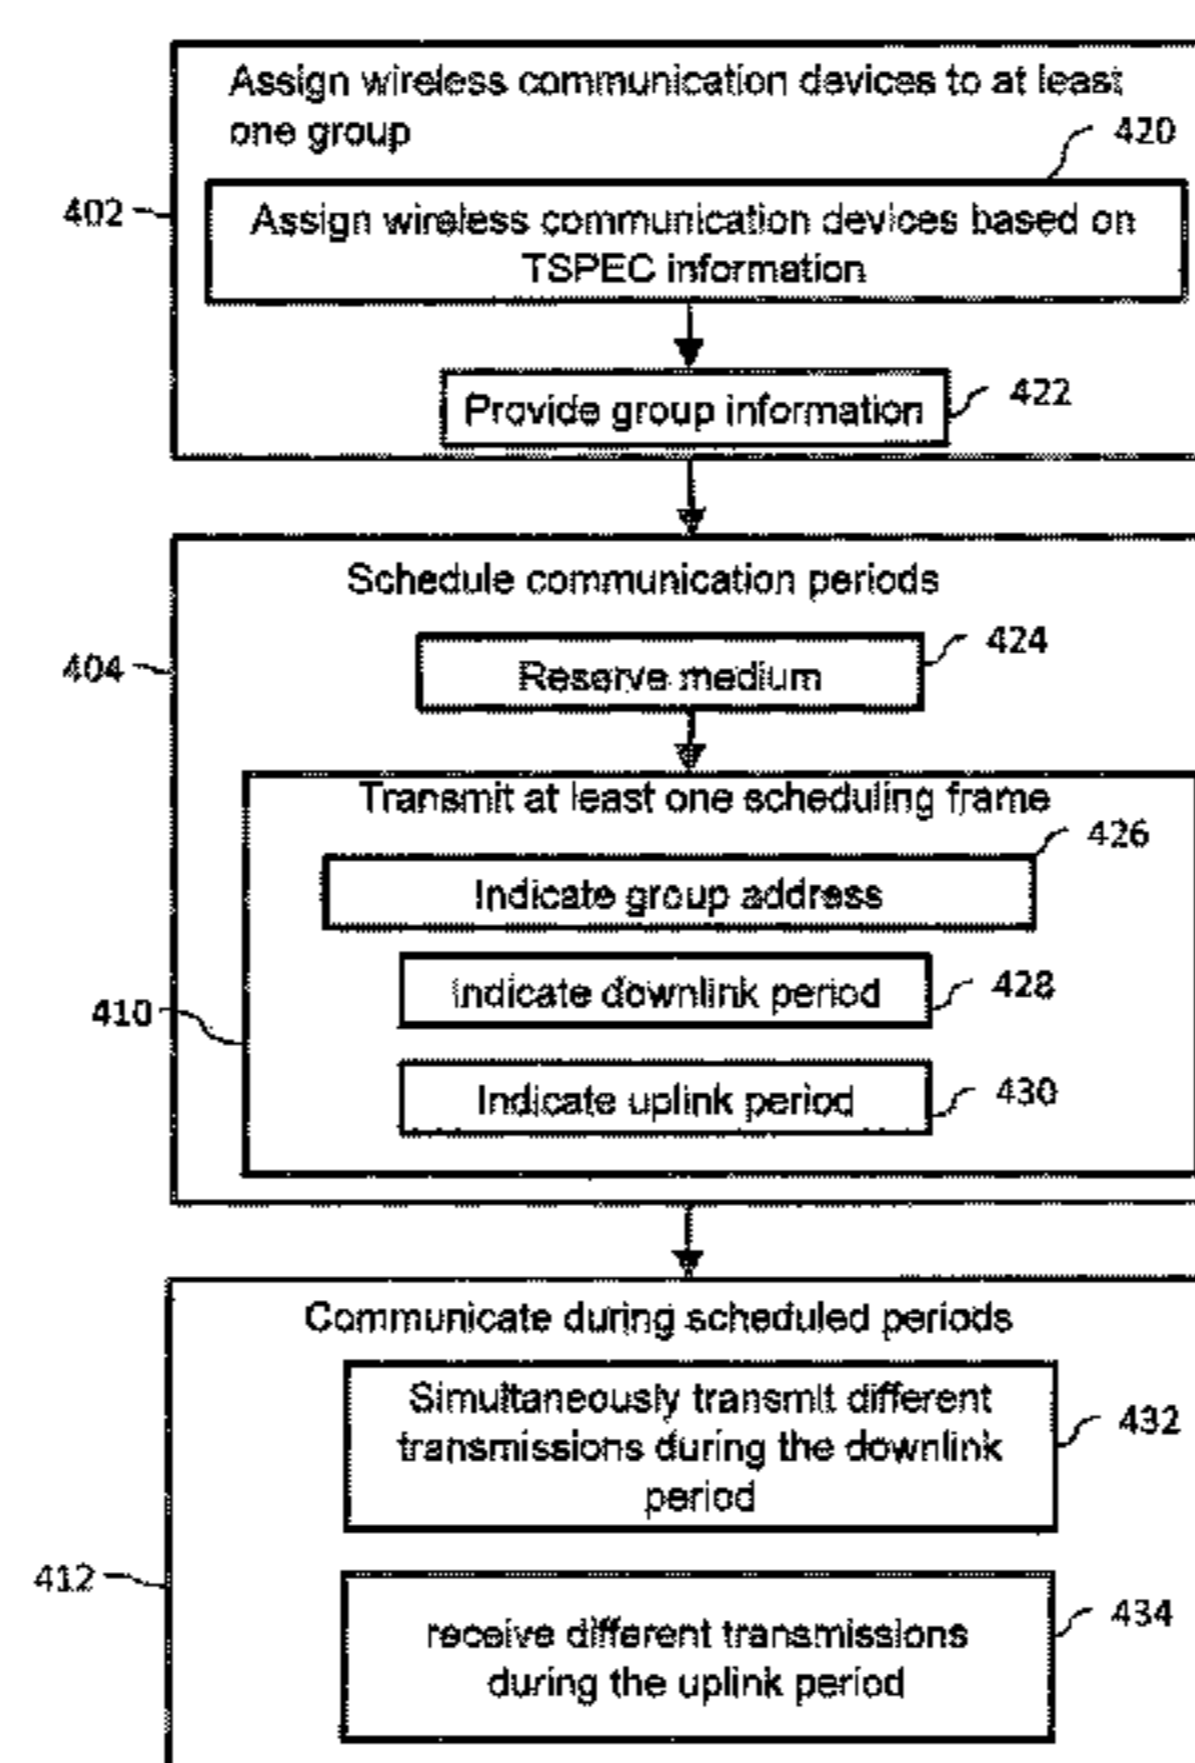 Assign wireless communication devices to at least
one group
420
402
Assign wireless communication devices based on
TSPEC information
Provide group information
422
Schedule communication periods
404
Reserve medium
424
Transmit at least one scheduling frame
426
Indicate group address
410
Indicate downlink period
428
Indicate uplink period
430
Communicate during scheduled periods
Simultaneously transmit different
transmissions during the downlink
period
432
412
receive different transmissions
during the uplink period
434